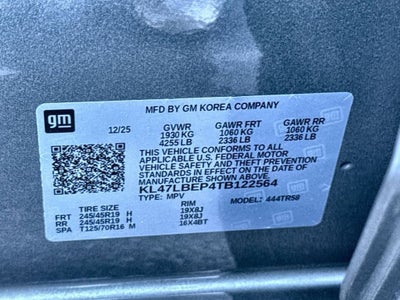 gm
MFD BY GM KOREA COMPANY
12/25 GVWR GAWR FRT GAWR RR
1930 KG 1060 KG 1060 KG
4255 LB 2336 LB 2336 LB
THIS VEHICLE CONFORMS TO ALL
APPLICABLE U.S. FEDERAL MOTOR
VEHICLE SAFETY AND THEFT PREVENTION
STANDARDS IN EFFECT ON THE DATE OF
MANUFACTURE SHOWN ABOVE.
KL47LBEP4TB122564
TYPE: MPV MODEL: 444TR58
TIRE SIZE RIM
FRT 245/45R19 H 19X8J
RR 245/45R19 H 19X8J
SPA T125/70R16 M 16X4BT